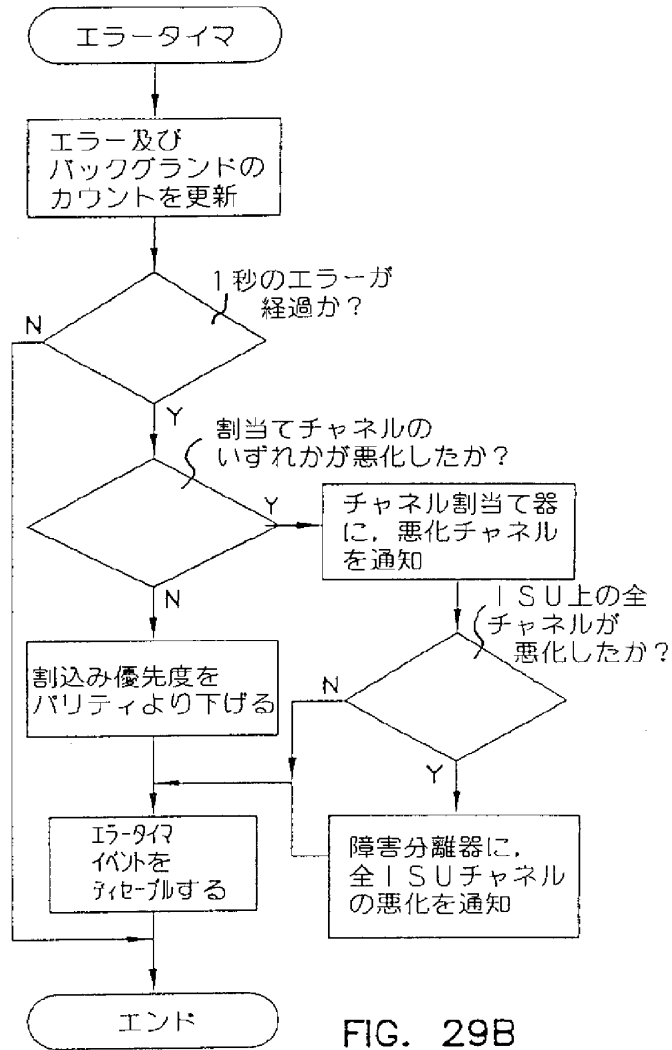 エラータイマ
エラー及び
バックグランドの
カウントを更新
1秒のエラーが
経過か?
N
Y
割当てチャネルの
いずれかが悪化したか?
Y
チャネル割当て器
に,悪化チャネル
を通知
N
ISU上の全
チャネルが
悪化したか?
割込み優先度を
パリティより下げる
N
Y
エラータイマ
イベントを
ディセーブルする
障害分離器に,
全ISUチャネル
の悪化を通知
エンド
FIG. 29B